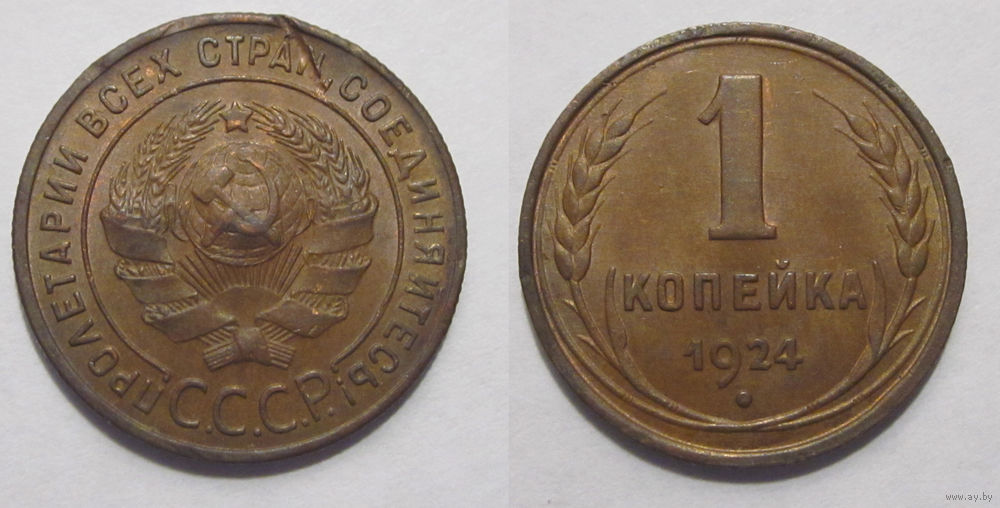 ПРОЛЕТАРИИ ВСЕХ СТРАН, СОЕДИНЯЙТЕСЬ!
С.С.С.Р.
1
КОПЕЙКА
1924
www.ay.by